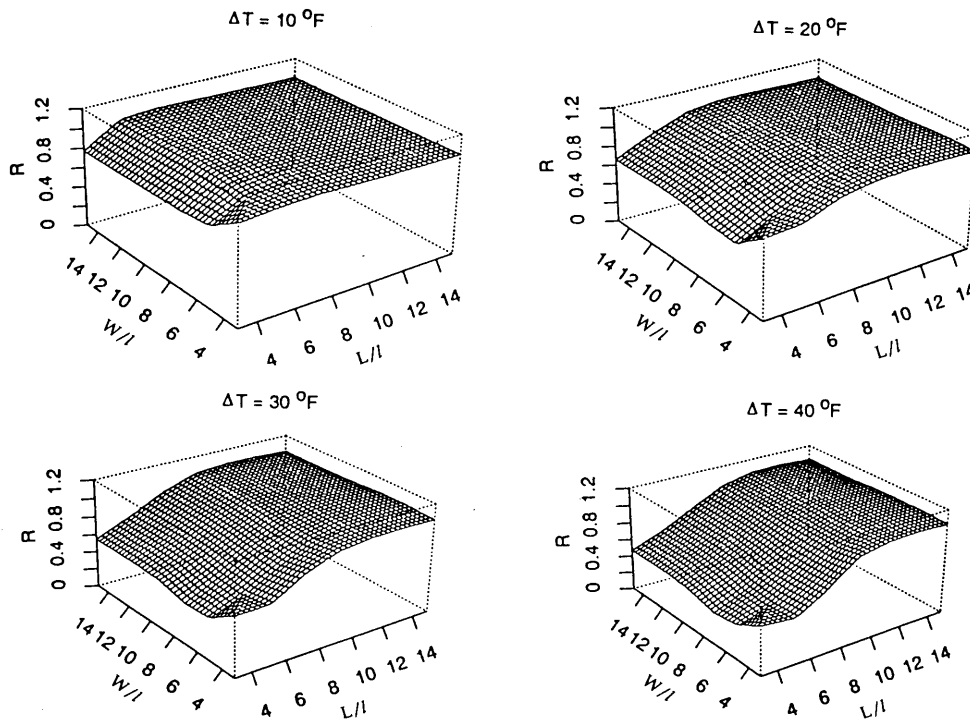 ΔT = 10 °F
R
0 0.4 0.8 1.2
14 12 10 8 6 4
W/l
4 6 8 10 12 14
L/l
ΔT = 20 °F
R
0 0.4 0.8 1.2
14 12 10 8 6 4
W/l
4 6 8 10 12 14
L/l
ΔT = 30 °F
R
0 0.4 0.8 1.2
14 12 10 8 6 4
W/l
4 6 8 10 12 14
L/l
ΔT = 40 °F
R
0 0.4 0.8 1.2
14 12 10 8 6 4
W/l
4 6 8 10 12 14
L/l